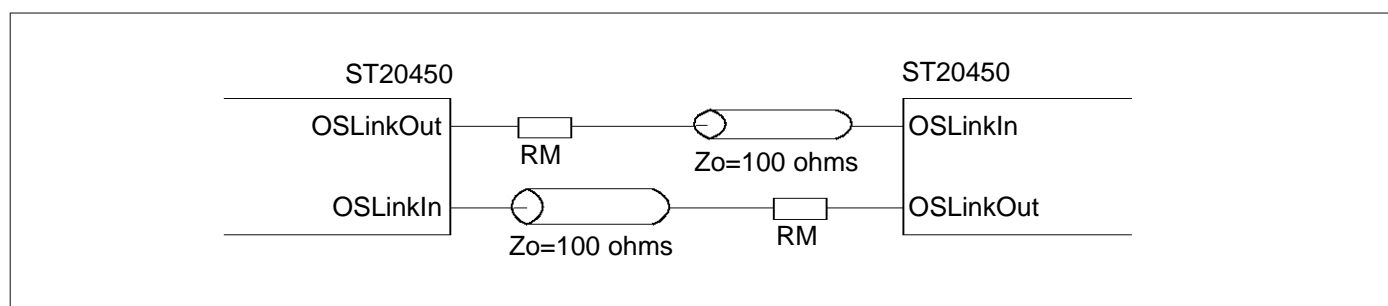 ST20450
ST20450
OSLinkOut
OSLinkIn
RM
Zo=100 ohms
OSLinkIn
OSLinkOut
Zo=100 ohms
RM